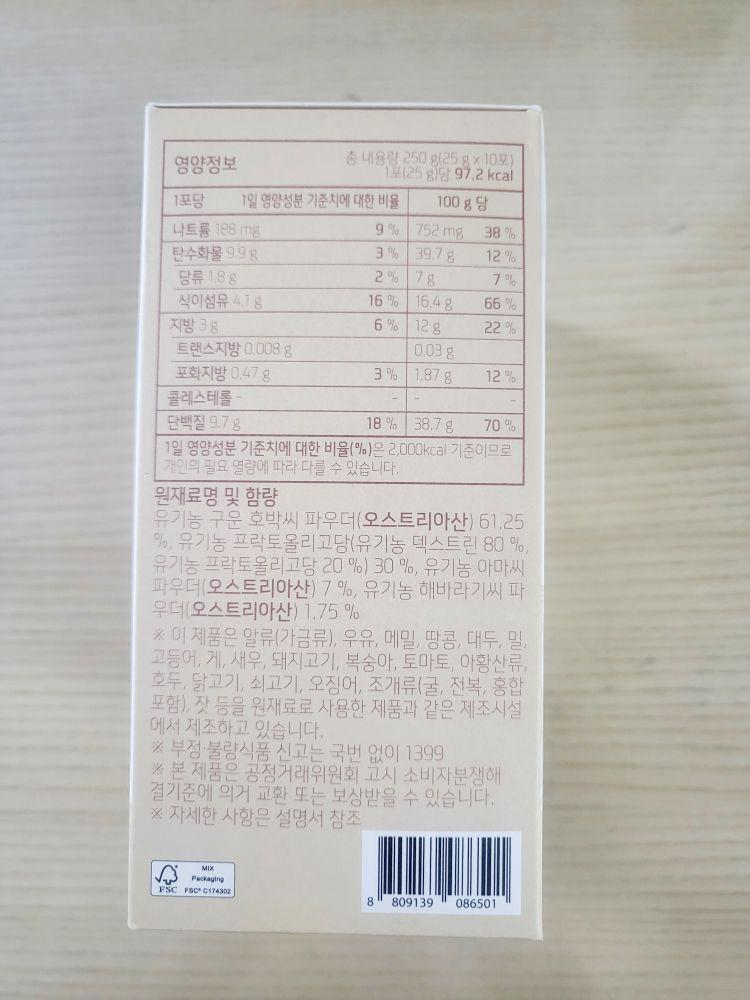 영양정보
총 내용량 250 g(25 g x 10포)
1포(25 g)당 97.2 kcal
1포당 1일 영양성분 기준치에 대한 비율 100 g 당
나트륨 188 mg 9 % 752 mg 38 %
탄수화물 9.9 g 3 % 39.7 g 12 %
당류 1.8 g 2 % 7 g 7 %
식이섬유 4.1 g 16 % 16.4 g 66 %
지방 3 g 6 % 12 g 22 %
트랜스지방 0.008 g 0.03 g
포화지방 0.47 g 3 % 1.87 g 12 %
콜레스테롤 - - - -
단백질 9.7 g 18 % 38.7 g 70 %
1일 영양성분 기준치에 대한 비율(%)은 2,000kcal 기준이므로
개인의 필요 열량에 따라 다를 수 있습니다.
원재료명 및 함량
유기농 구운 호박씨 파우더(오스트리아산) 61.25
%, 유기농 프락토올리고당(유기농 덱스트린 80 %,
유기농 프락토올리고당 20 %) 30 %, 유기농 아마씨
파우더(오스트리아산) 7 %, 유기농 해바라기씨 파
우더(오스트리아산) 1.75 %
※ 이 제품은 알류(가금류), 우유, 메밀, 땅콩, 대두, 밀,
고등어, 게, 새우, 돼지고기, 복숭아, 토마토, 아황산류,
호두, 닭고기, 쇠고기, 오징어, 조개류(굴, 전복, 홍합
포함), 잣 등을 원재료로 사용한 제품과 같은 제조시설
에서 제조하고 있습니다.
※ 부정·불량식품 신고는 국번 없이 1399
※ 본 제품은 공정거래위원회 고시 소비자분쟁해
결기준에 의거 교환 또는 보상받을 수 있습니다.
※ 자세한 사항은 설명서 참조
MIX
Packaging
FSC FSC® C174302
8 809139 086501